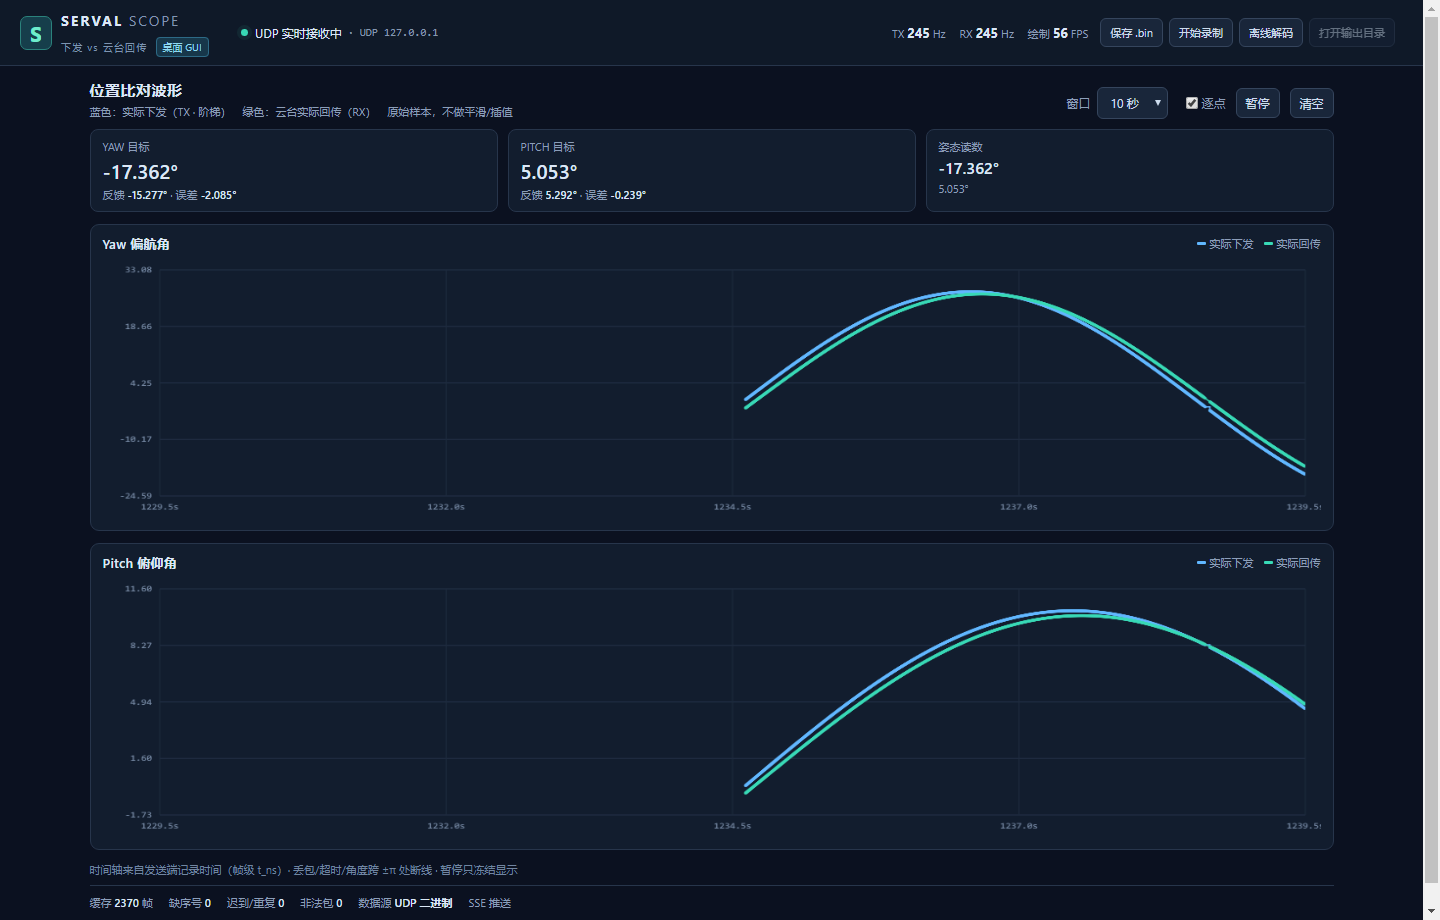 S
SERVAL SCOPE
下发 vs 云台回传 桌面 GUI
UDP 实时接收中 · UDP 127.0.0.1
TX 245 Hz RX 245 Hz 绘制 56 FPS
保存 .bin 开始录制 离线解码 打开输出目录
位置比对波形
蓝色：实际下发（TX · 阶梯） 绿色：云台实际回传（RX） 原始样本，不做平滑/插值
窗口 10 秒 逐点 暂停 清空
YAW 目标
-17.362°
反馈 -15.277° · 误差 -2.085°
PITCH 目标
5.053°
反馈 5.292° · 误差 -0.239°
姿态读数
-17.362°
5.053°
Yaw 偏航角
实际下发 实际回传
33.08
18.66
4.25
-10.17
-24.59
1229.5s 1232.0s 1234.5s 1237.0s 1239.5s
Pitch 俯仰角
实际下发 实际回传
11.60
8.27
4.94
1.60
-1.73
1229.5s 1232.0s 1234.5s 1237.0s 1239.5s
时间轴来自发送端记录时间（帧级 t_ns）· 丢包/超时/角度跨 ±π 处断线 · 暂停只冻结显示
缓存 2370 帧 缺序号 0 迟到/重复 0 非法包 0 数据源 UDP 二进制 SSE 推送